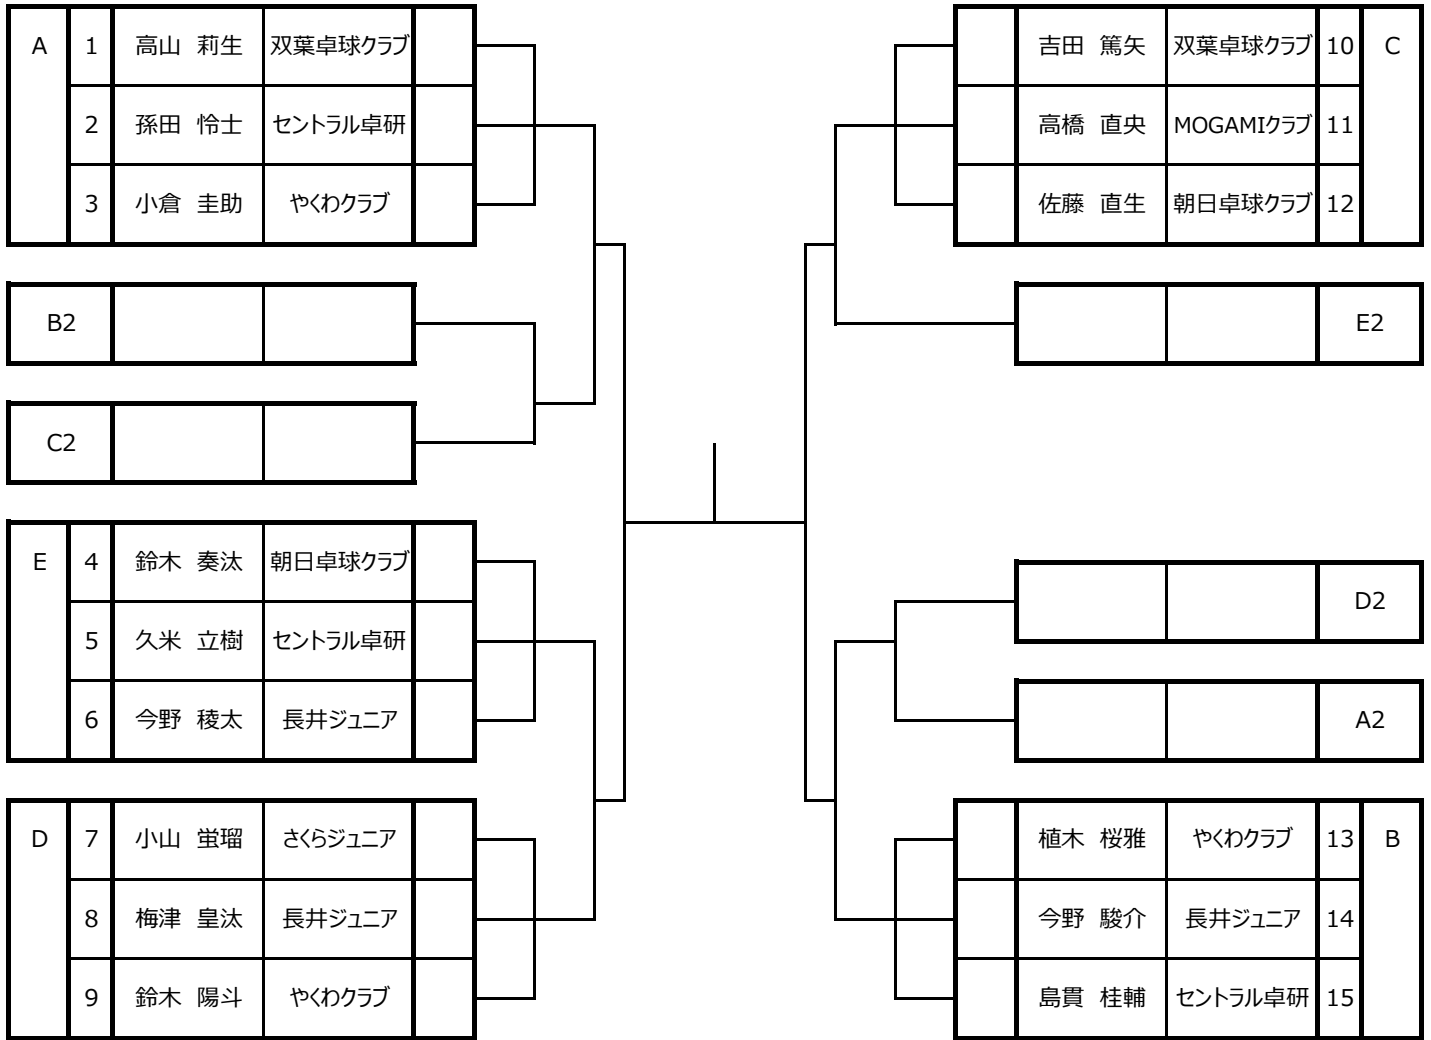 A 1 高山 莉生 双葉卓球クラブ
2 孫田 怜士 セントラル卓研
3 小倉 圭助 やくわクラブ
B2
C2
E 4 鈴木 奏汰 朝日卓球クラブ
5 久米 立樹 セントラル卓研
6 今野 稜太 長井ジュニア
D 7 小山 蛍瑠 さくらジュニア
8 梅津 皇汰 長井ジュニア
9 鈴木 陽斗 やくわクラブ
吉田 篤矢 双葉卓球クラブ 10 C
高橋 直央 MOGAMIクラブ 11
佐藤 直生 朝日卓球クラブ 12
E2
D2
A2
植木 桜雅 やくわクラブ 13 B
今野 駿介 長井ジュニア 14
島貫 桂輔 セントラル卓研 15